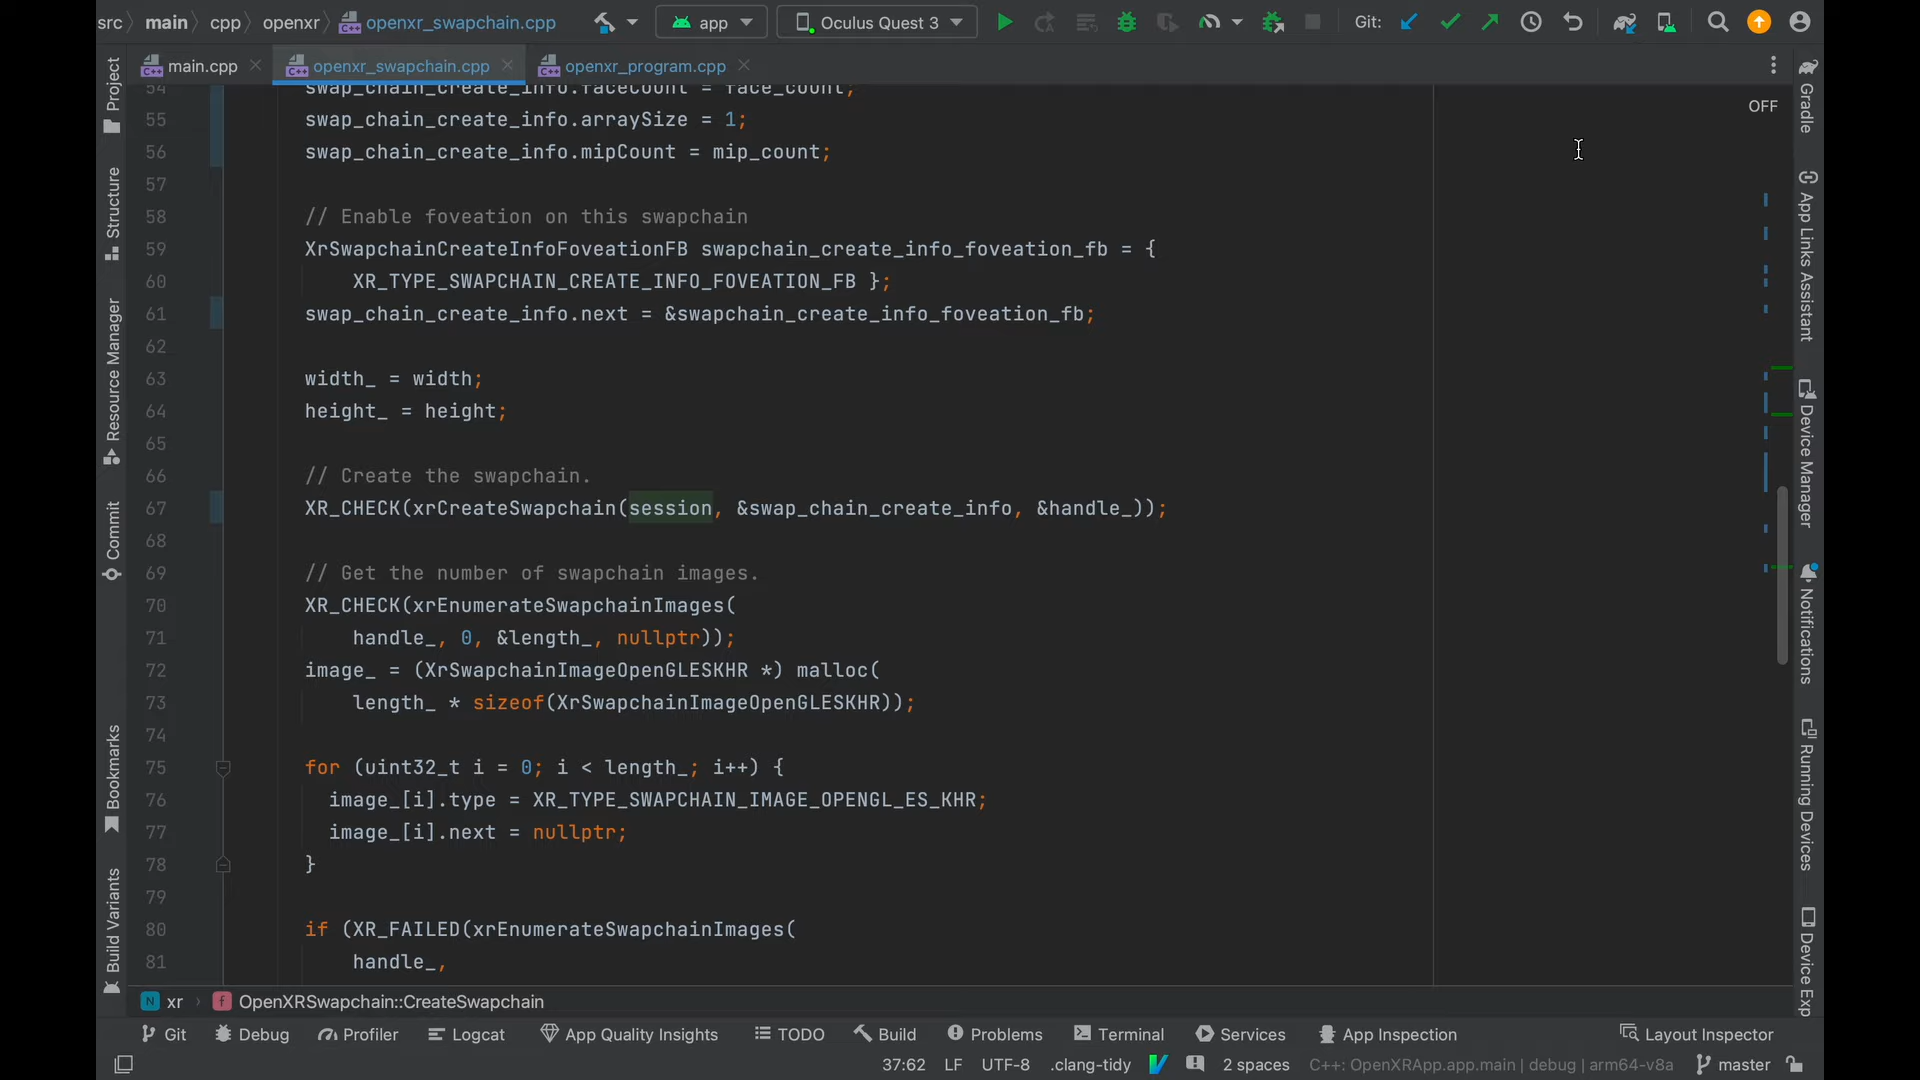 src main cpp openxr openxr_swapchain.cpp app Oculus Quest 3 Git:
main.cpp openxr_swapchain.cpp openxr_program.cpp
OFF
54 swap_chain_create_info.faceCount = face_count;
55 swap_chain_create_info.arraySize = 1;
56 swap_chain_create_info.mipCount = mip_count;
57
58 // Enable foveation on this swapchain
59 XrSwapchainCreateInfoFoveationFB swapchain_create_info_foveation_fb = {
60 XR_TYPE_SWAPCHAIN_CREATE_INFO_FOVEATION_FB };
61 swap_chain_create_info.next = &swapchain_create_info_foveation_fb;
62
63 width_ = width;
64 height_ = height;
65
66 // Create the swapchain.
67 XR_CHECK(xrCreateSwapchain(session, &swap_chain_create_info, &handle_));
68
69 // Get the number of swapchain images.
70 XR_CHECK(xrEnumerateSwapchainImages(
71 handle_, 0, &length_, nullptr));
72 image_ = (XrSwapchainImageOpenGLESKHR *) malloc(
73 length_ * sizeof(XrSwapchainImageOpenGLESKHR));
74
75 for (uint32_t i = 0; i < length_; i++) {
76 image_[i].type = XR_TYPE_SWAPCHAIN_IMAGE_OPENGL_ES_KHR;
77 image_[i].next = nullptr;
78 }
79
80 if (XR_FAILED(xrEnumerateSwapchainImages(
81 handle_,
Project
Structure
Resource Manager
Commit
Bookmarks
Build Variants
Gradle
App Links Assistant
Device Manager
Notifications
Running Devices
Device Exp
N xr f OpenXRSwapchain::CreateSwapchain
Git Debug Profiler Logcat App Quality Insights TODO Build Problems Terminal Services App Inspection Layout Inspector
37:62 LF UTF-8 .clang-tidy 2 spaces C++: OpenXRApp.app.main | debug | arm64-v8a master